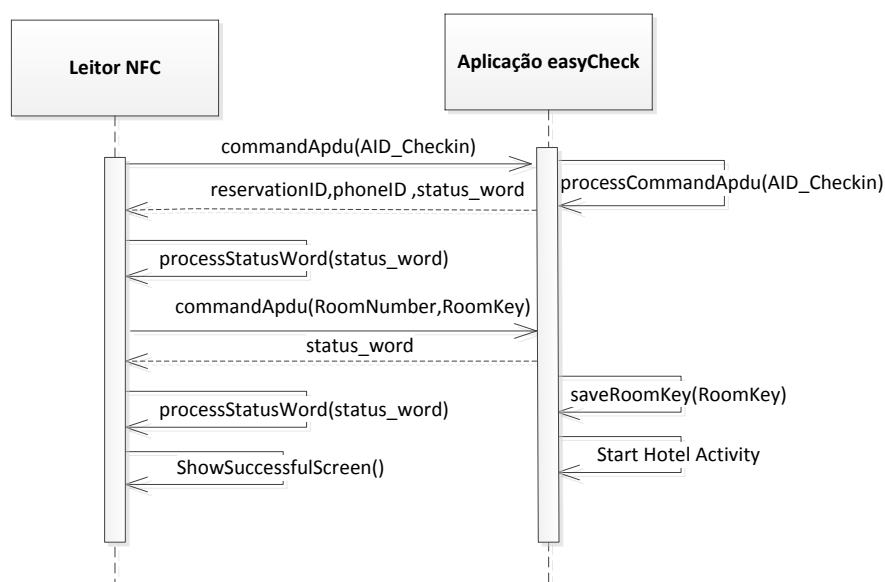 Leitor NFC
Aplicação easyCheck
commandApdu(AID_Checkin)
processCommandApdu(AID_Checkin)
reservationID,phoneID ,status_word
processStatusWord(status_word)
commandApdu(RoomNumber,RoomKey)
status_word
saveRoomKey(RoomKey)
processStatusWord(status_word)
Start Hotel Activity
ShowSuccessfulScreen()